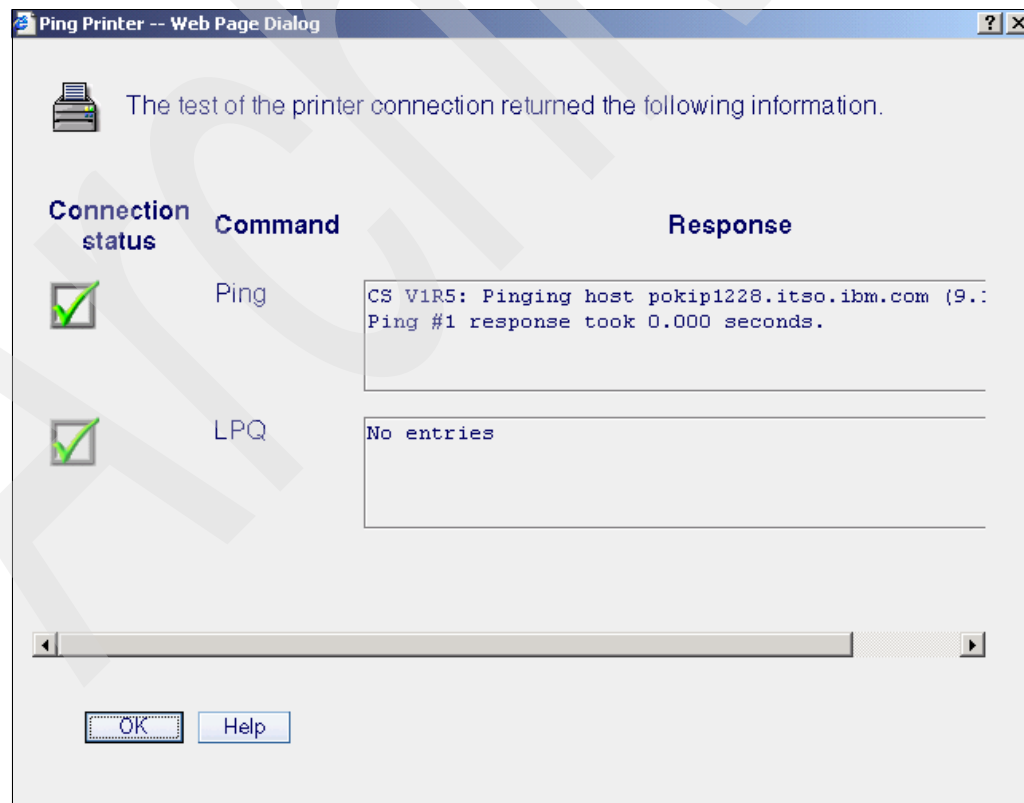 Ping Printer -- Web Page Dialog
The test of the printer connection returned the following information.
Connection status
Command
Response
Ping
CS V1R5: Pinging host pokip1228.itso.ibm.com (9.1
Ping #1 response took 0.000 seconds.
LPQ
No entries
OK
Help